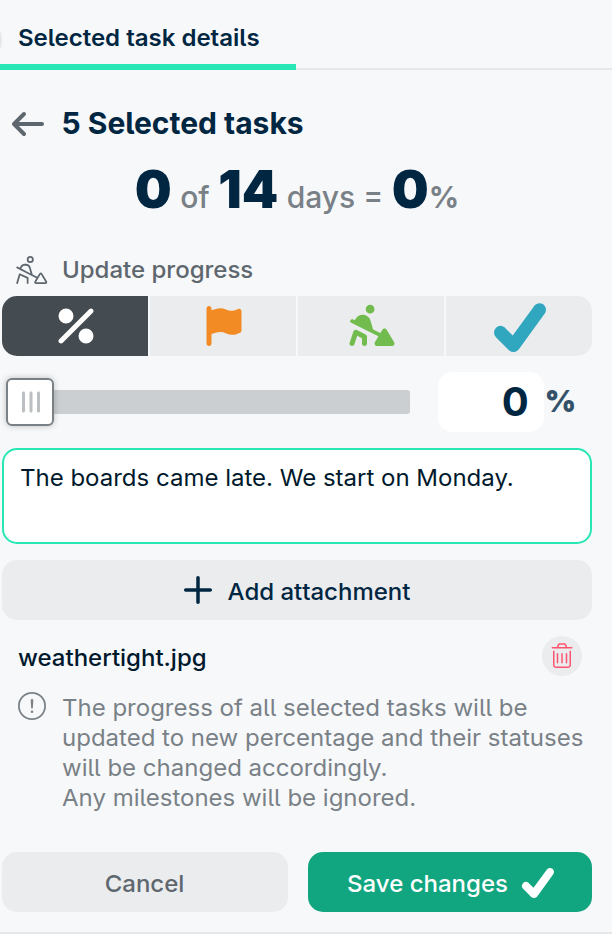 Selected task details
5 Selected tasks
0 of 14 days = 0%
Update progress
%
0 %
The boards came late. We start on Monday.
Add attachment
weathertight.jpg
The progress of all selected tasks will be
updated to new percentage and their statuses
will be changed accordingly.
Any milestones will be ignored.
Cancel
Save changes